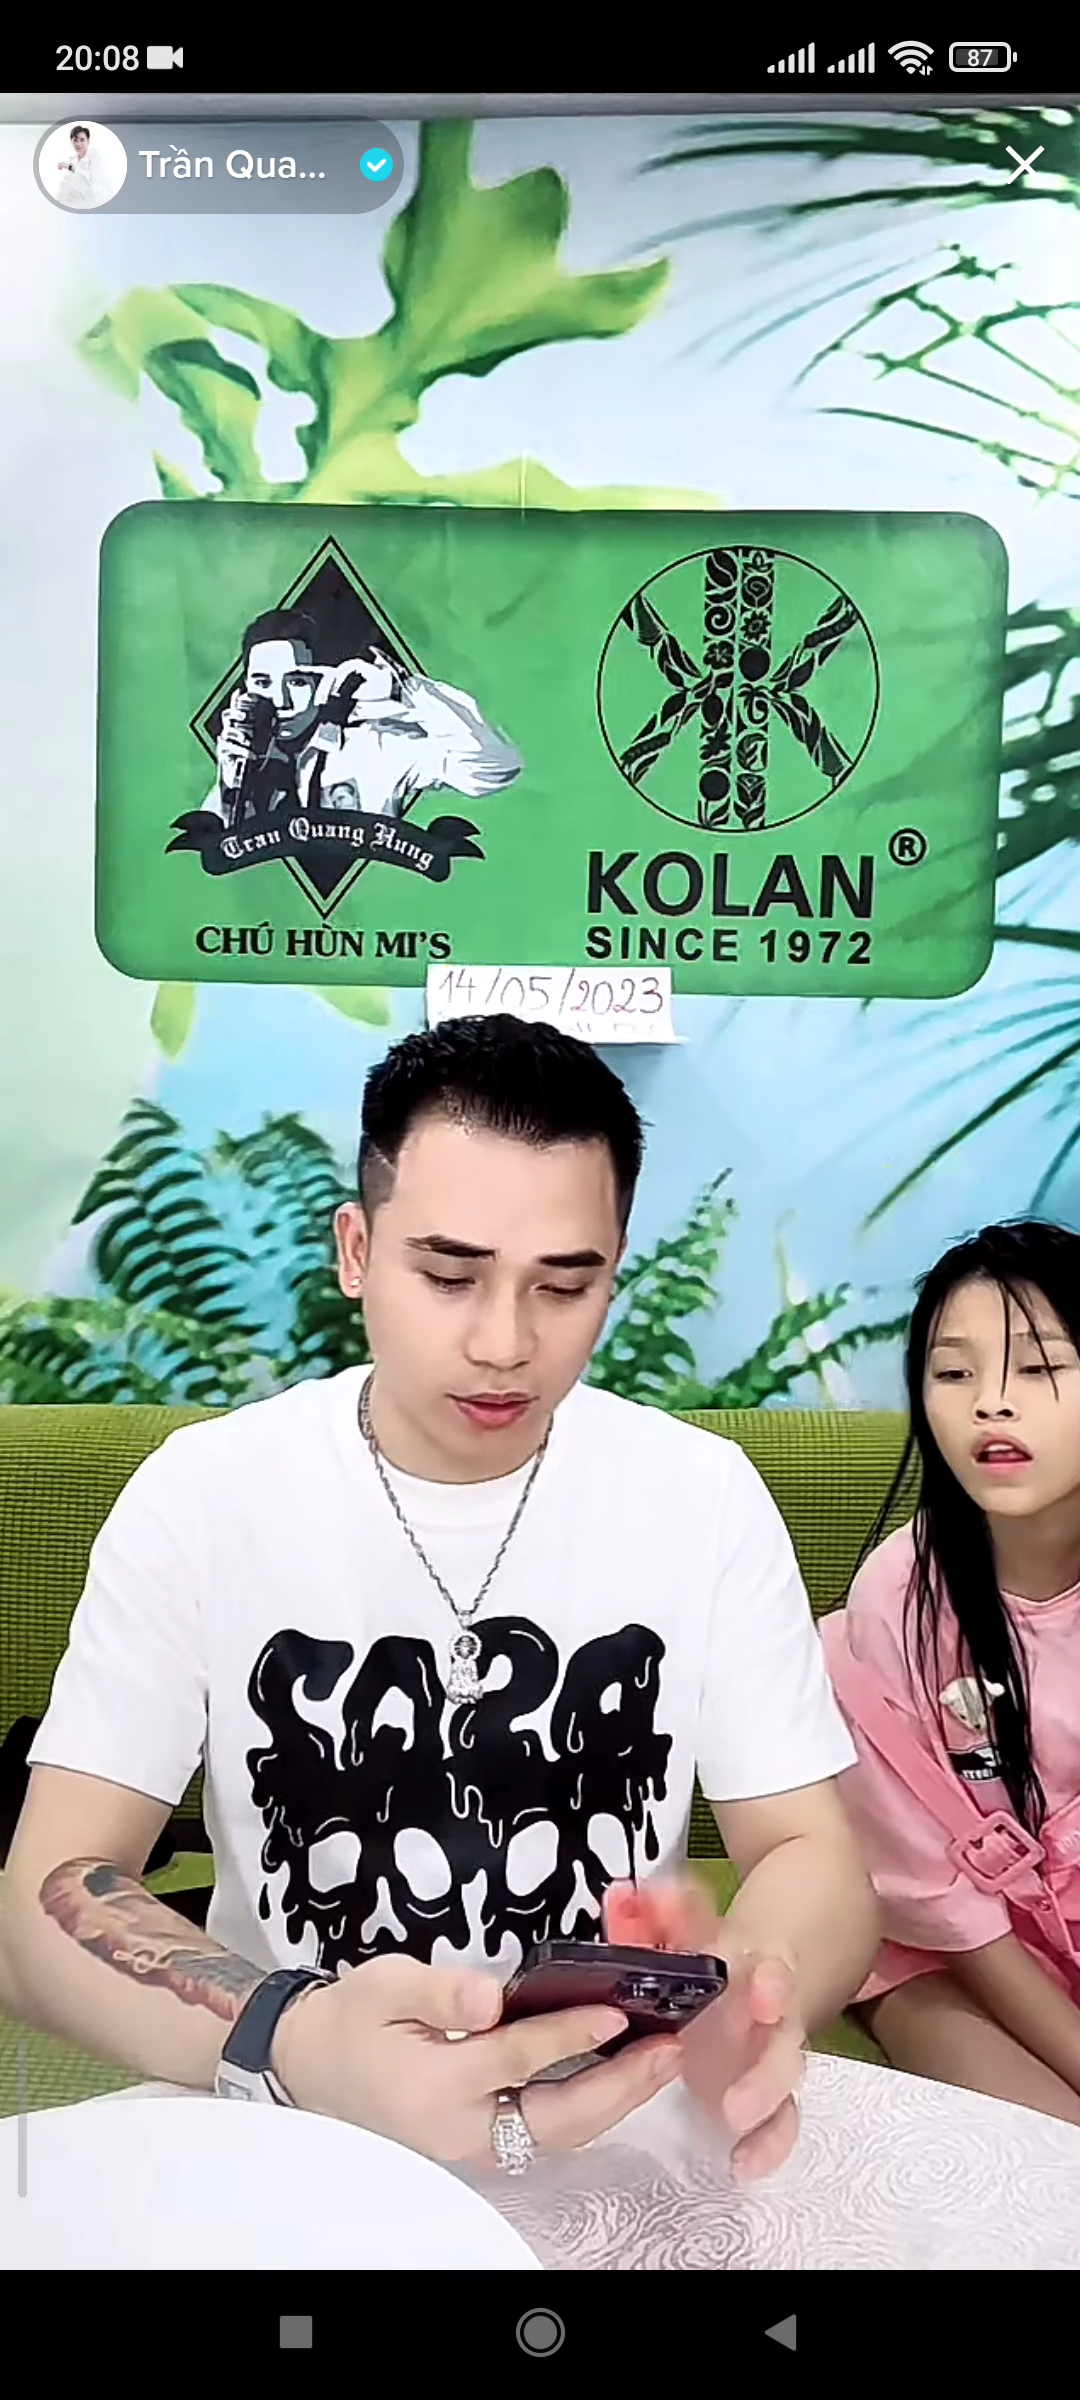 20:08
87
Trần Qua...
Tran Quang Hung
CHÚ HÙN MI'S
KOLAN®
SINCE 1972
14/05/2023